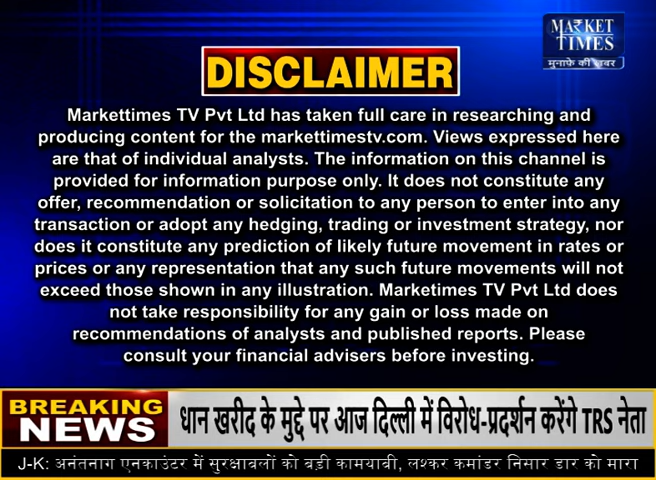 MARKET
TIMES
मुनाफे की खबर
DISCLAIMER
Markettimes TV Pvt Ltd has taken full care in researching and
producing content for the markettimestv.com. Views expressed here
are that of individual analysts. The information on this channel is
provided for information purpose only. It does not constitute any
offer, recommendation or solicitation to any person to enter into any
transaction or adopt any hedging, trading or investment strategy, nor
does it constitute any prediction of likely future movement in rates or
prices or any representation that any such future movements will not
exceed those shown in any illustration. Marketimes TV Pvt Ltd does
not take responsibility for any gain or loss made on
recommendations of analysts and published reports. Please
consult your financial advisers before investing.
BREAKING
NEWS
धान खरीद के मुद्दे पर आज दिल्ली में विरोध-प्रदर्शन करेंगे TRS नेता
J-K: अनंतनाग एनकाउंटर में सुरक्षाबलों को बड़ी कामयाबी, लश्कर कमांडर निसार डार को मारा